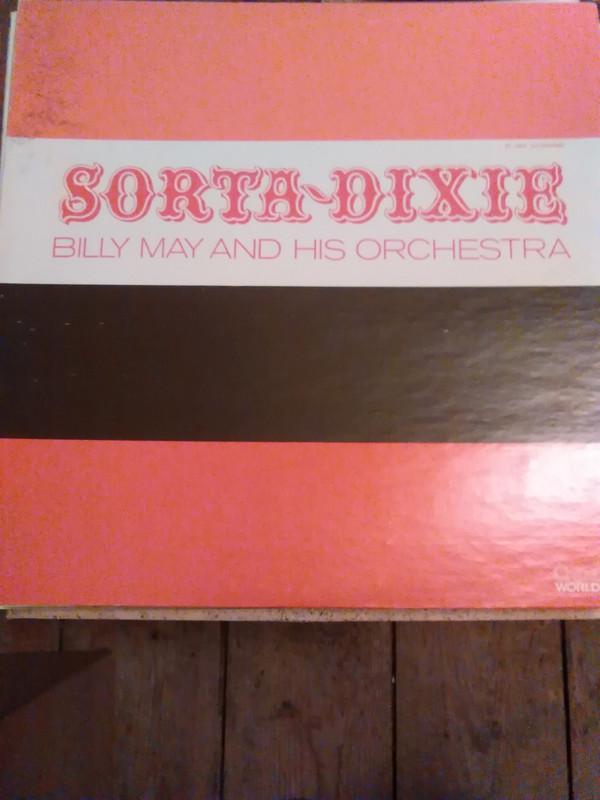 SORTA-DIXIE
BILLY MAY AND HIS ORCHESTRA
WORLD